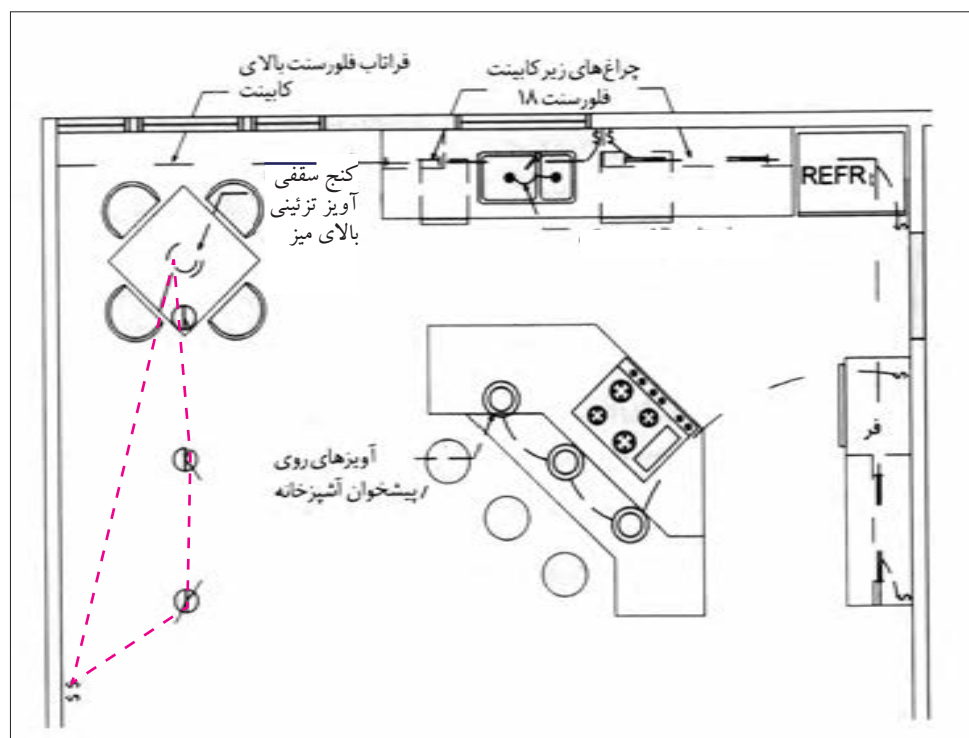 فراتاب فلورسنت بالای
کابینت
چراغ‌های زیر کابینت
فلورسنت ۱۸
کنج سقفی
آویز تزئینی
بالای میز
REFR
آویزهای روی
پیشخوان آشپزخانه
فر
S
S
S
S
S
S
S
S